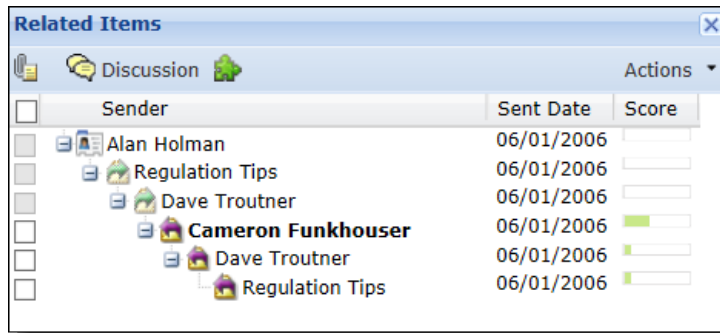 Related Items
Discussion Actions
Sender Sent Date Score
Alan Holman 06/01/2006
Regulation Tips 06/01/2006
Dave Troutner 06/01/2006
Cameron Funkhouser 06/01/2006
Dave Troutner 06/01/2006
Regulation Tips 06/01/2006